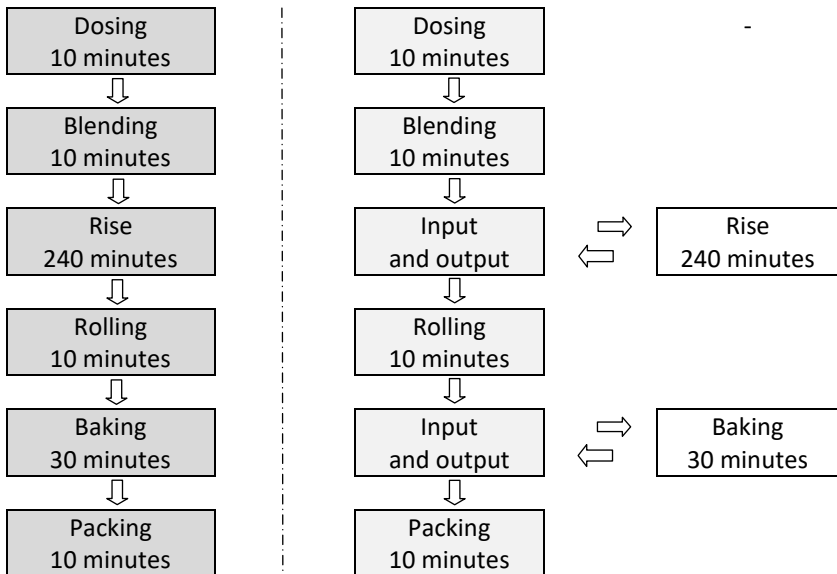 Dosing
10 minutes
Blending
10 minutes
Rise
240 minutes
Rolling
10 minutes
Baking
30 minutes
Packing
10 minutes
Dosing
10 minutes
-
Blending
10 minutes
Input
and output
Rise
240 minutes
Rolling
10 minutes
Input
and output
Baking
30 minutes
Packing
10 minutes